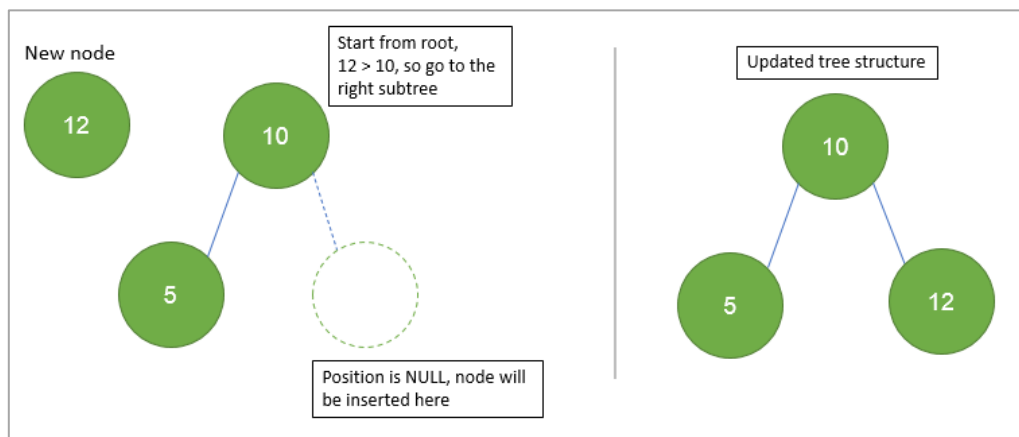 New node
12
Start from root,
12 > 10, so go to the
right subtree
10
5
Position is NULL, node will
be inserted here
Updated tree structure
10
5
12